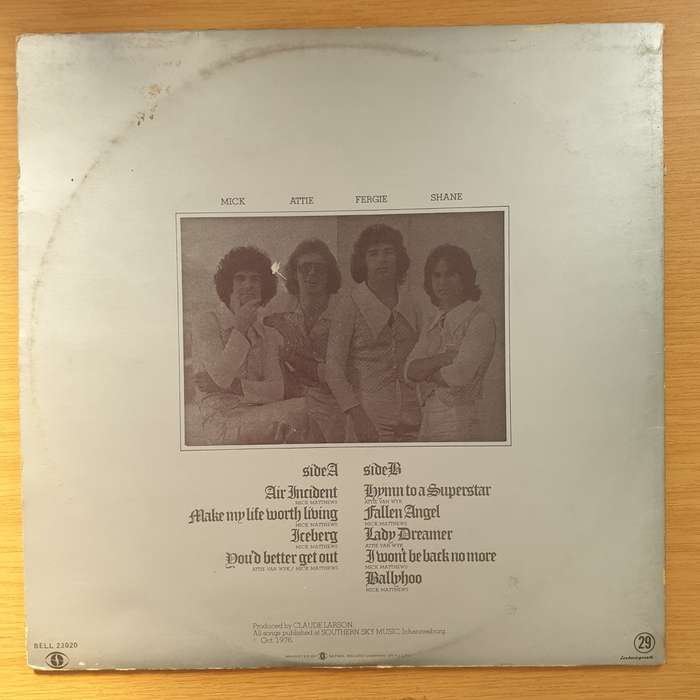 MICK ATTIE FERGIE SHANE
side A
Air Incident
MICK MATTHEWS
Make my life worth living
MICK MATTHEWS
Iceberg
MICK MATTHEWS
You'd better get out
ATTIE VAN WYK / MICK MATTHEWS
side B
Hymn to a Superstar
ATTIE VAN WYK
Fallen Angel
MICK MATTHEWS
Lady Dreamer
ATTIE VAN WYK
I won't be back no more
MICK MATTHEWS
Ballyhoo
MICK MATTHEWS
Produced by CLAUDE LARSON.
All songs published at SOUTHERN SKY MUSIC, Johannesburg.
Oct. 1976.
BELL 23020
29